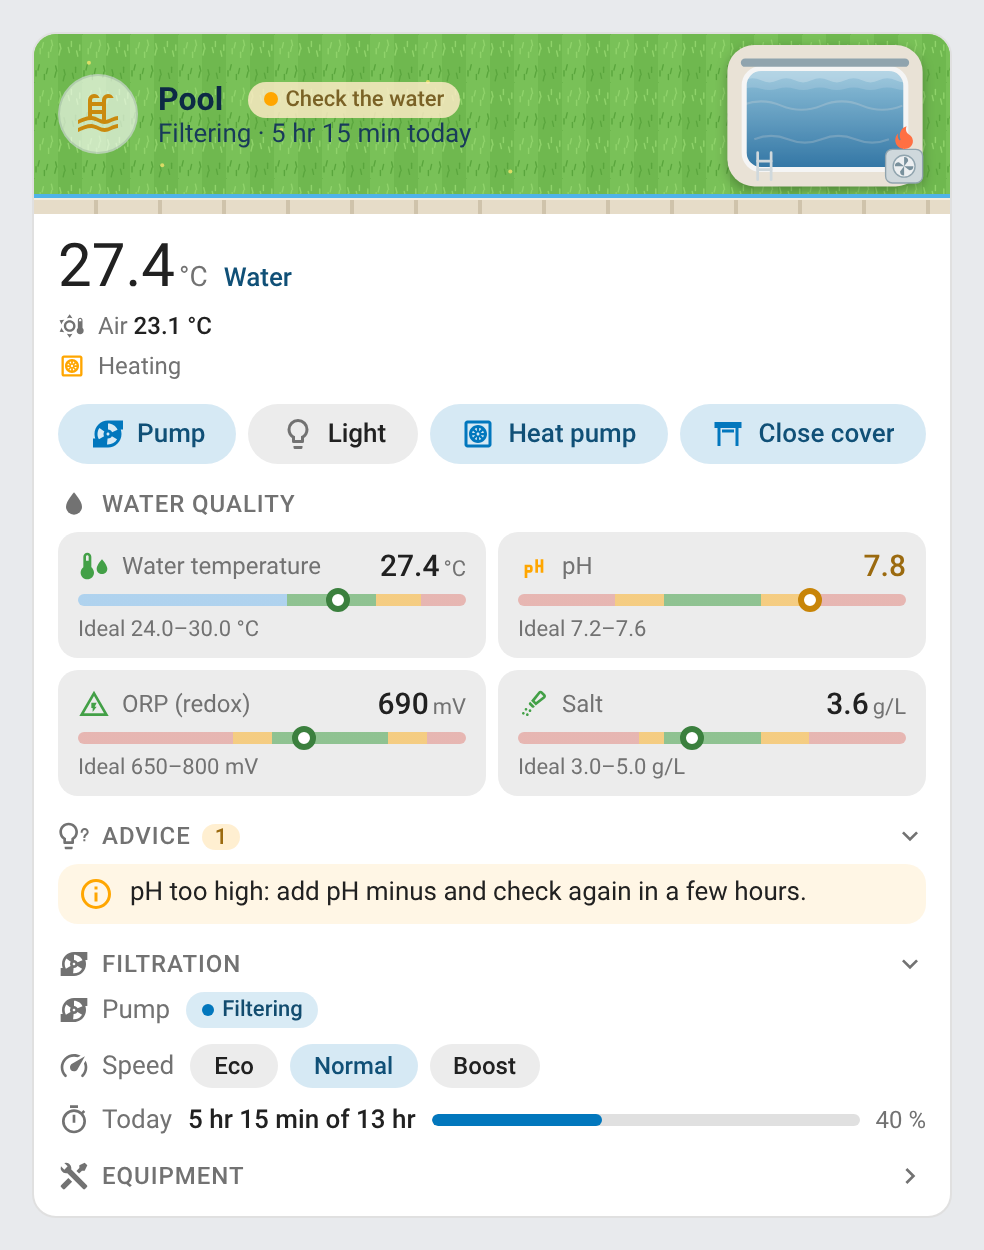 Pool
Check the water
Filtering · 5 hr 15 min today
27.4 °C Water
Air 23.1 °C
Heating
Pump
Light
Heat pump
Close cover
WATER QUALITY
Water temperature 27.4 °C
Ideal 24.0–30.0 °C
pH pH 7.8
Ideal 7.2–7.6
ORP (redox) 690 mV
Ideal 650–800 mV
Salt 3.6 g/L
Ideal 3.0–5.0 g/L
? ADVICE 1
pH too high: add pH minus and check again in a few hours.
FILTRATION
Pump Filtering
Speed Eco Normal Boost
Today 5 hr 15 min of 13 hr 40 %
EQUIPMENT